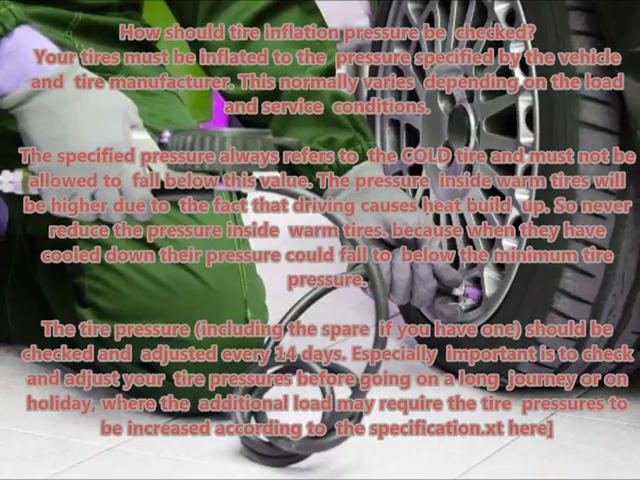 How should tire inflation pressure be checked?
Your tires must be inflated to the pressure specified by the vehicle
and tire manufacturer. This normally varies depending on the load
and service conditions.
The specified pressure always refers to the COLD tire and must not be
allowed to fall below this value. The pressure inside warm tires will
be higher due to the fact that driving causes heat build up. So never
reduce the pressure inside warm tires. because when they have
cooled down their pressure could fall to below the minimum tire
pressure.
The tire pressure (including the spare if you have one) should be
checked and adjusted every 14 days. Especially important is to check
and adjust your tire pressures before going on a long journey or on
holiday, where the additional load may require the tire pressures to
be increased according to the specification.xt here]